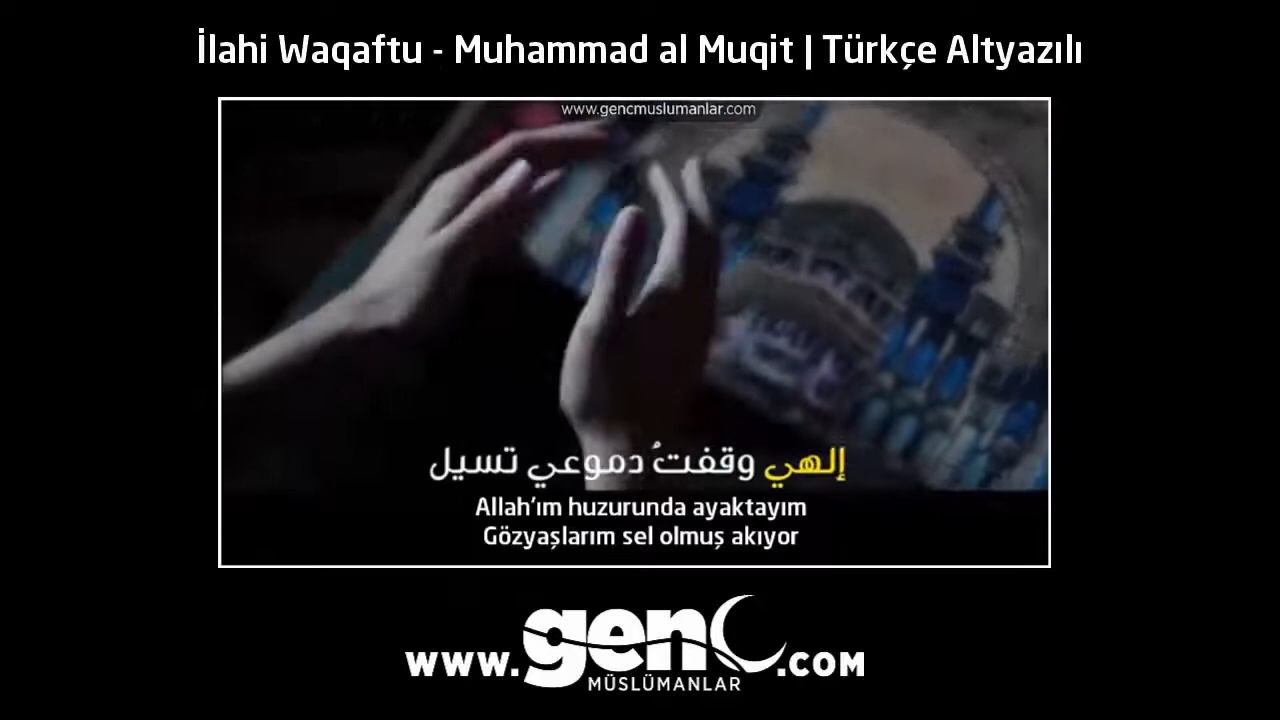 İlahi Waqaftu - Muhammad al Muqit | Türkçe Altyazılı
www.gencmuslumanlar.com
إلهي وقفتُ دموعي تسيل
Allah'ım huzurunda ayaktayım
Gözyaşlarım sel olmuş akıyor
www.genc.com
MÜSLÜMANLAR